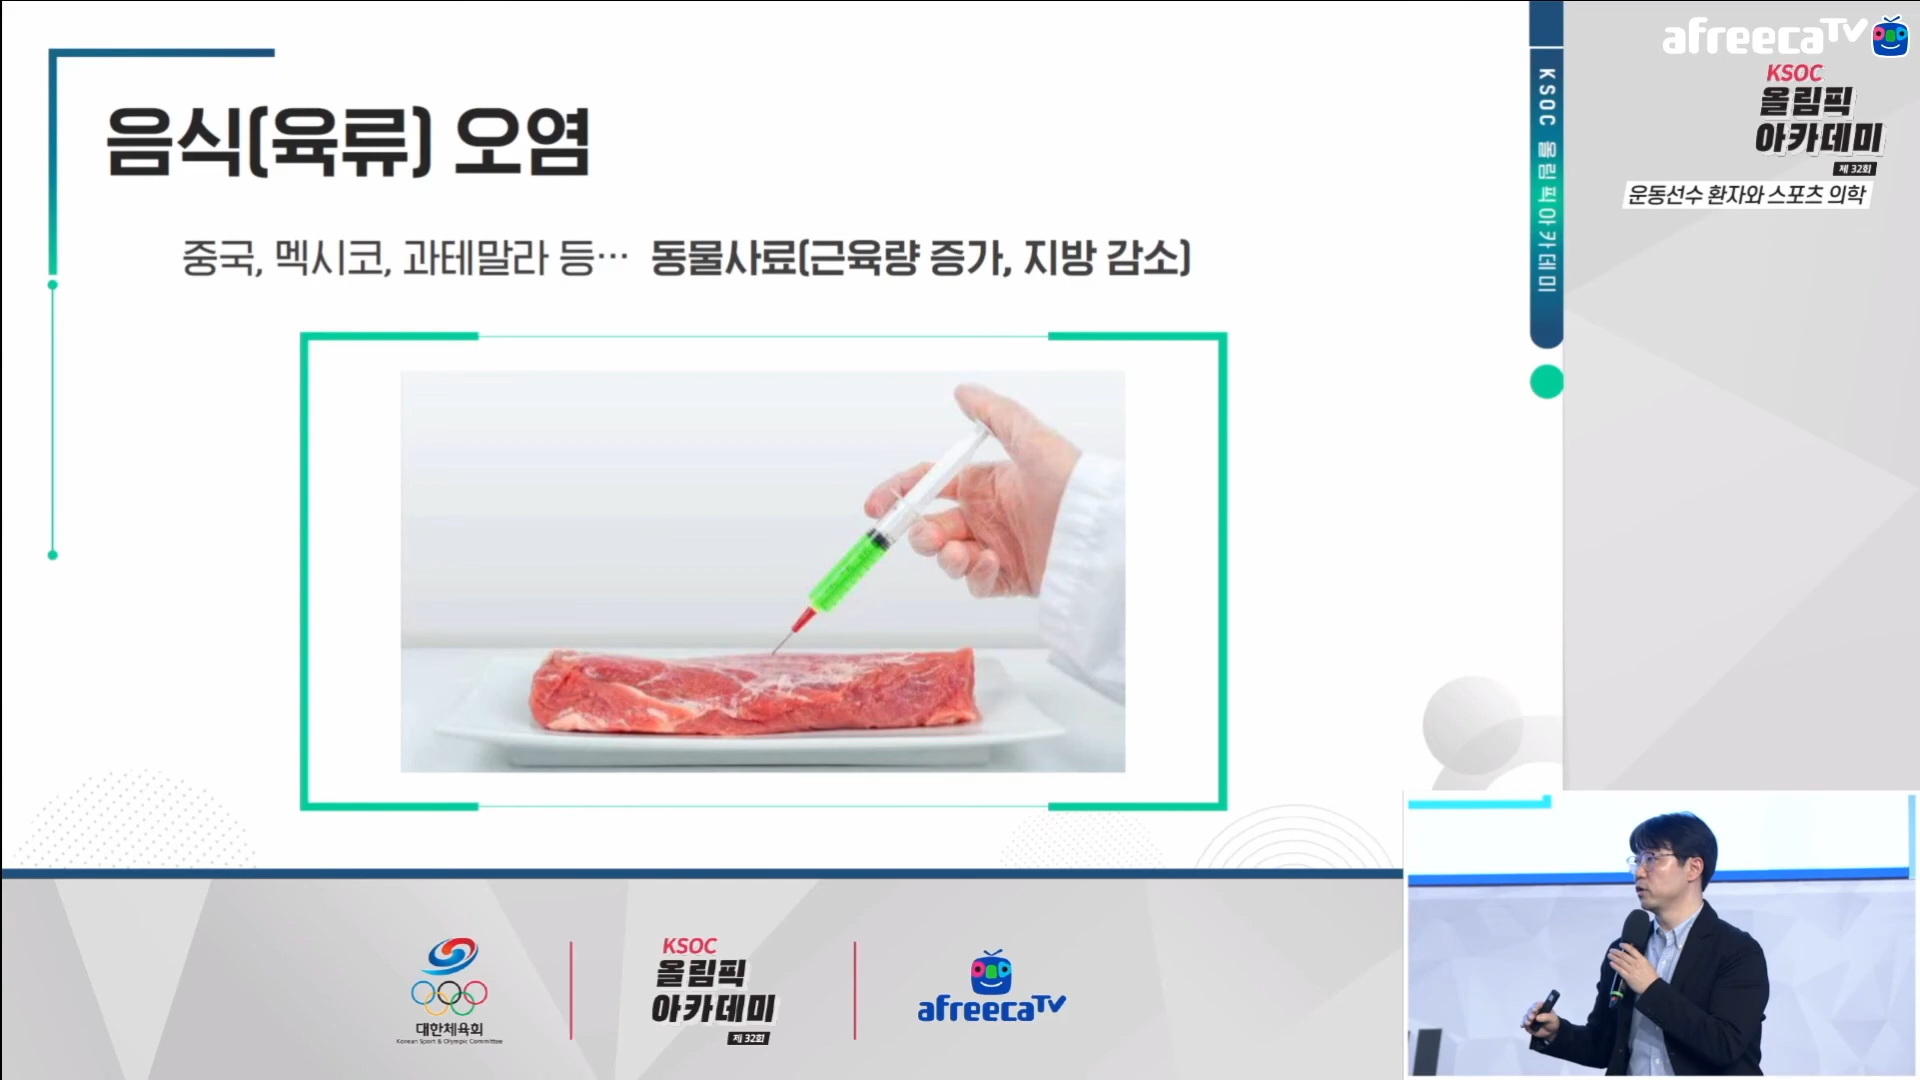 음식(육류) 오염
중국, 멕시코, 과테말라 등… 동물사료(근육량 증가, 지방 감소)
KSOC 올림픽아카데미
afreecaTV
KSOC
올림픽
아카데미
제 32회
운동선수 환자와 스포츠 의학
대한체육회
Korean Sport & Olympic Committee
KSOC
올림픽
아카데미
제 32회
afreecaTV